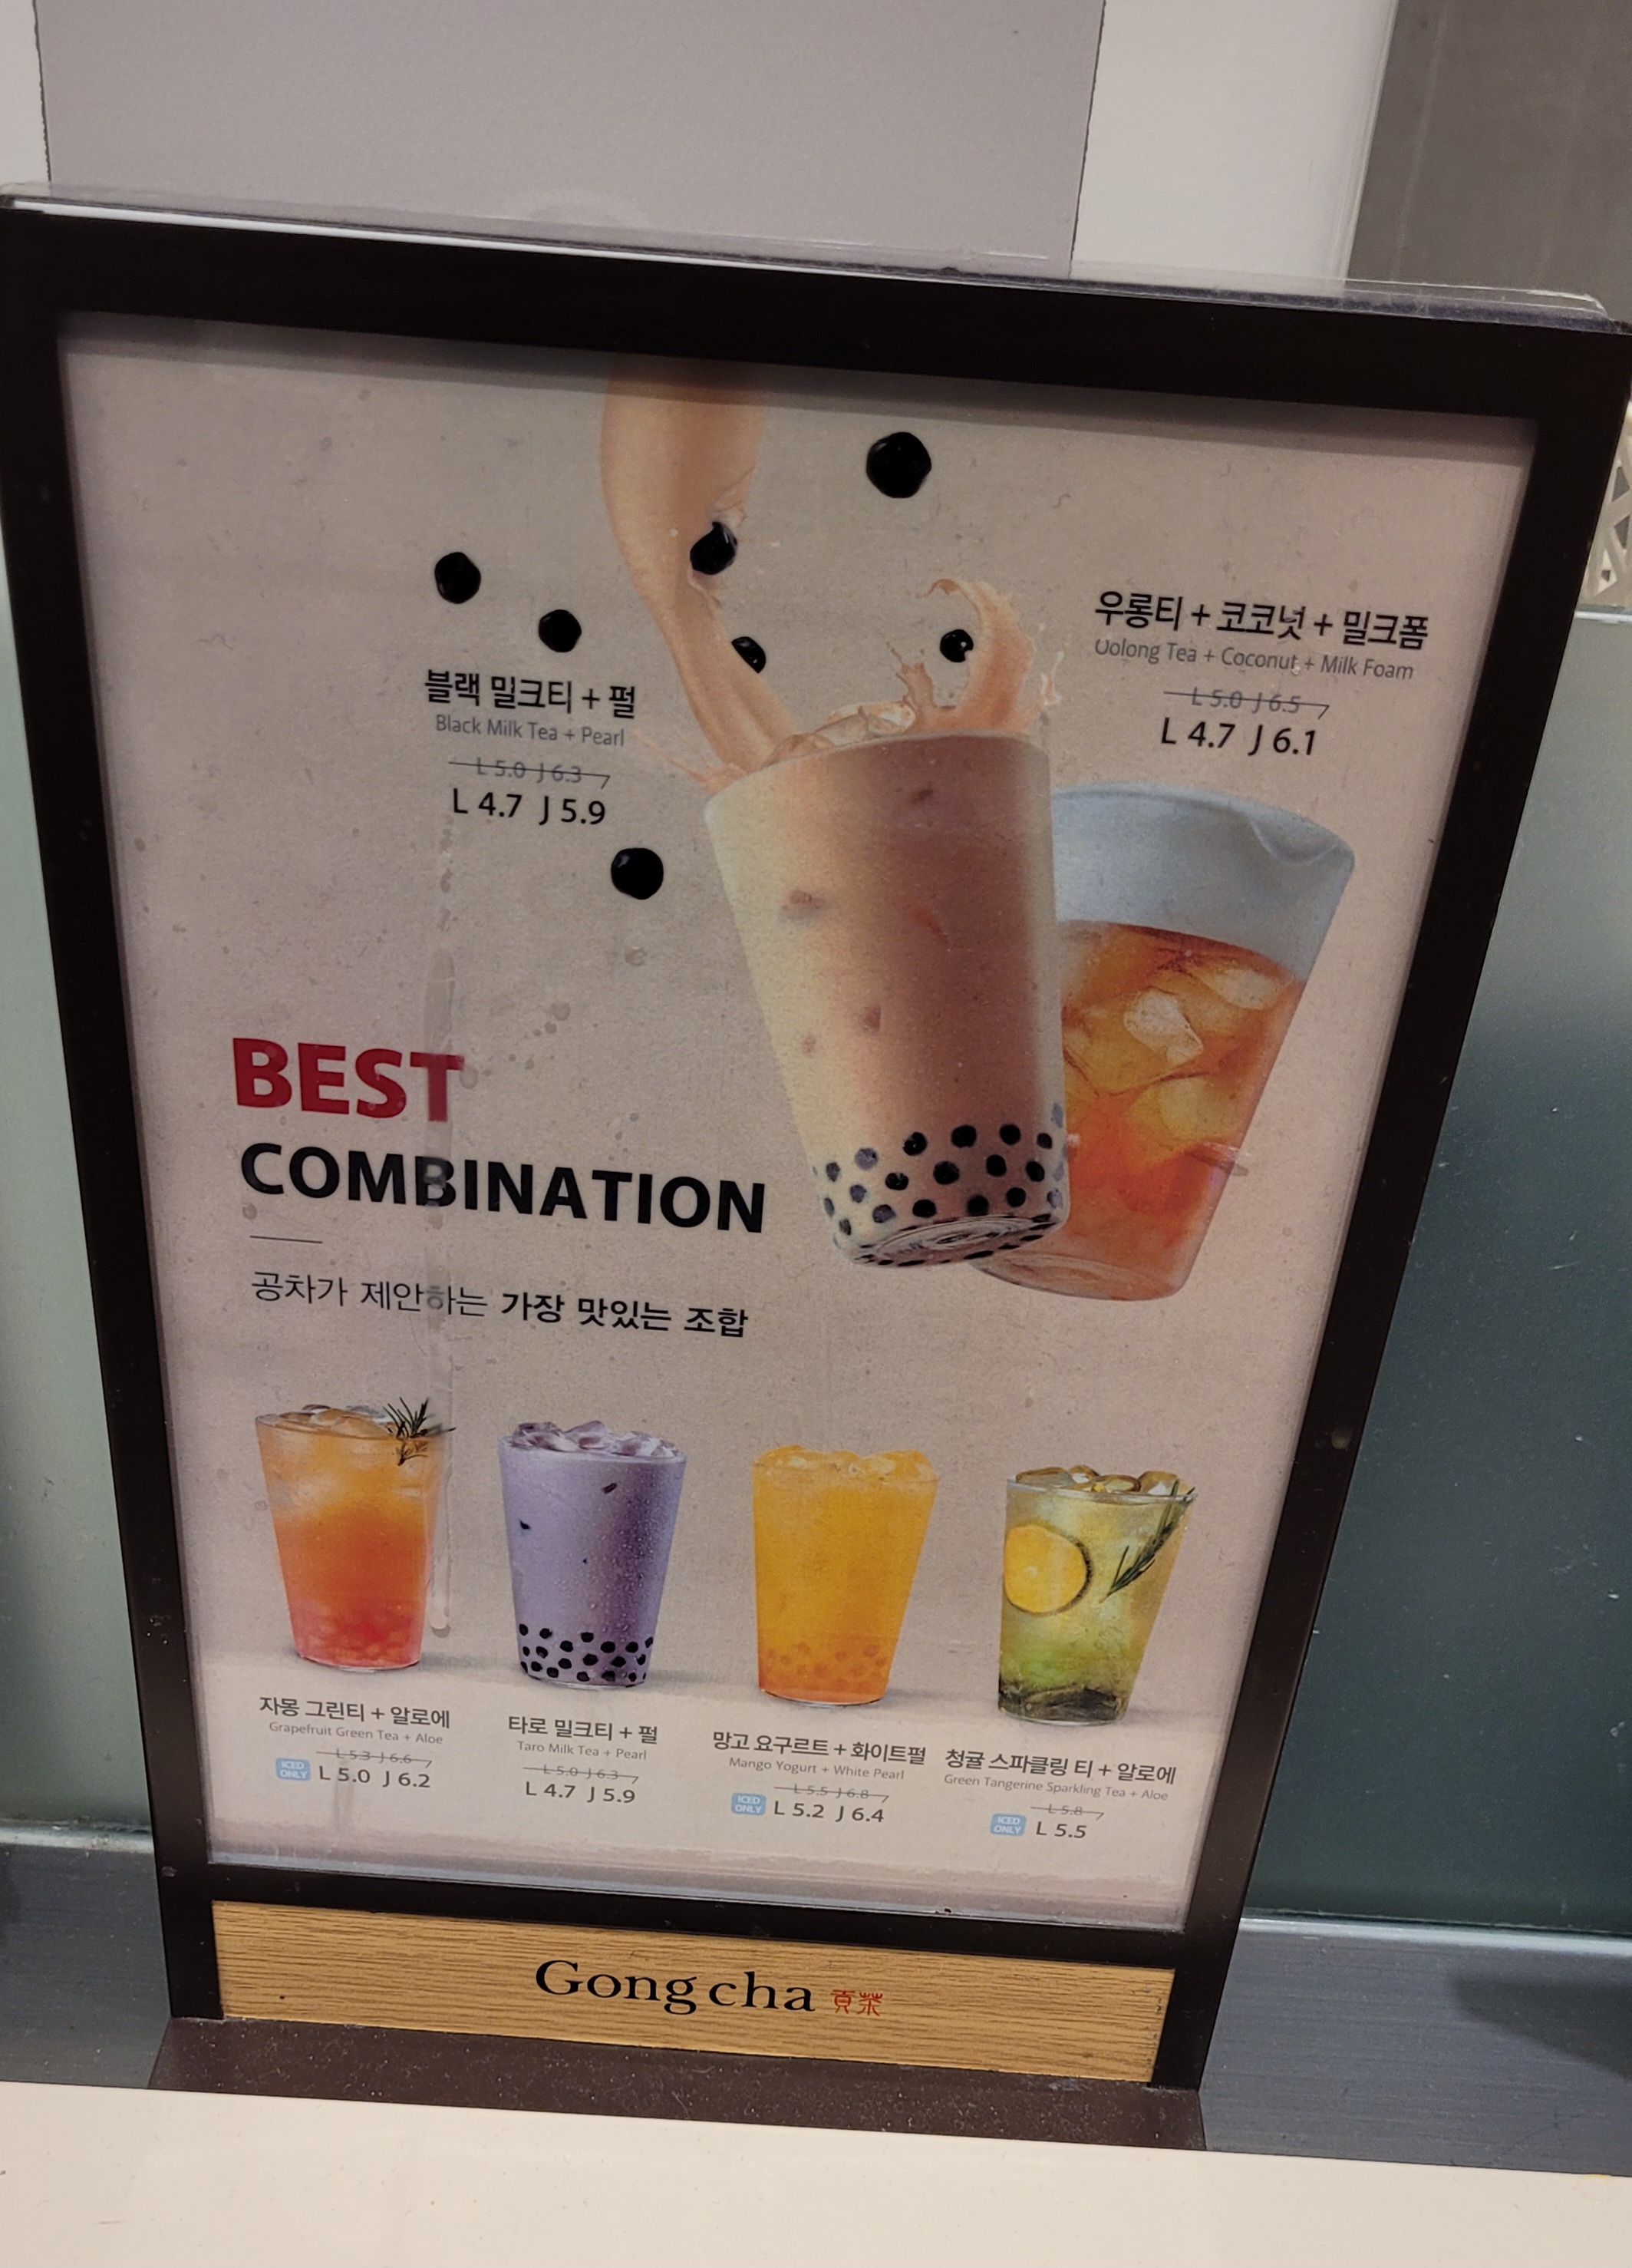 우롱티 + 코코넛 + 밀크폼
Oolong Tea + Coconut + Milk Foam
L 5.0 J 6.5
L 4.7 J 6.1
블랙 밀크티 + 펄
Black Milk Tea + Pearl
L 5.0 J 6.3
L 4.7 J 5.9
BEST
COMBINATION
공차가 제안하는 가장 맛있는 조합
자몽 그린티 + 알로에
Grapefruit Green Tea + Aloe
L 5.3 J 6.6
ICED ONLY L 5.0 J 6.2
타로 밀크티 + 펄
Taro Milk Tea + Pearl
L 5.0 J 6.3
L 4.7 J 5.9
망고 요구르트 + 화이트펄
Mango Yogurt + White Pearl
L 5.5 J 6.8
ICED ONLY L 5.2 J 6.4
청귤 스파클링 티 + 알로에
Green Tangerine Sparkling Tea + Aloe
L 5.8
ICED ONLY L 5.5
Gong cha 貢茶